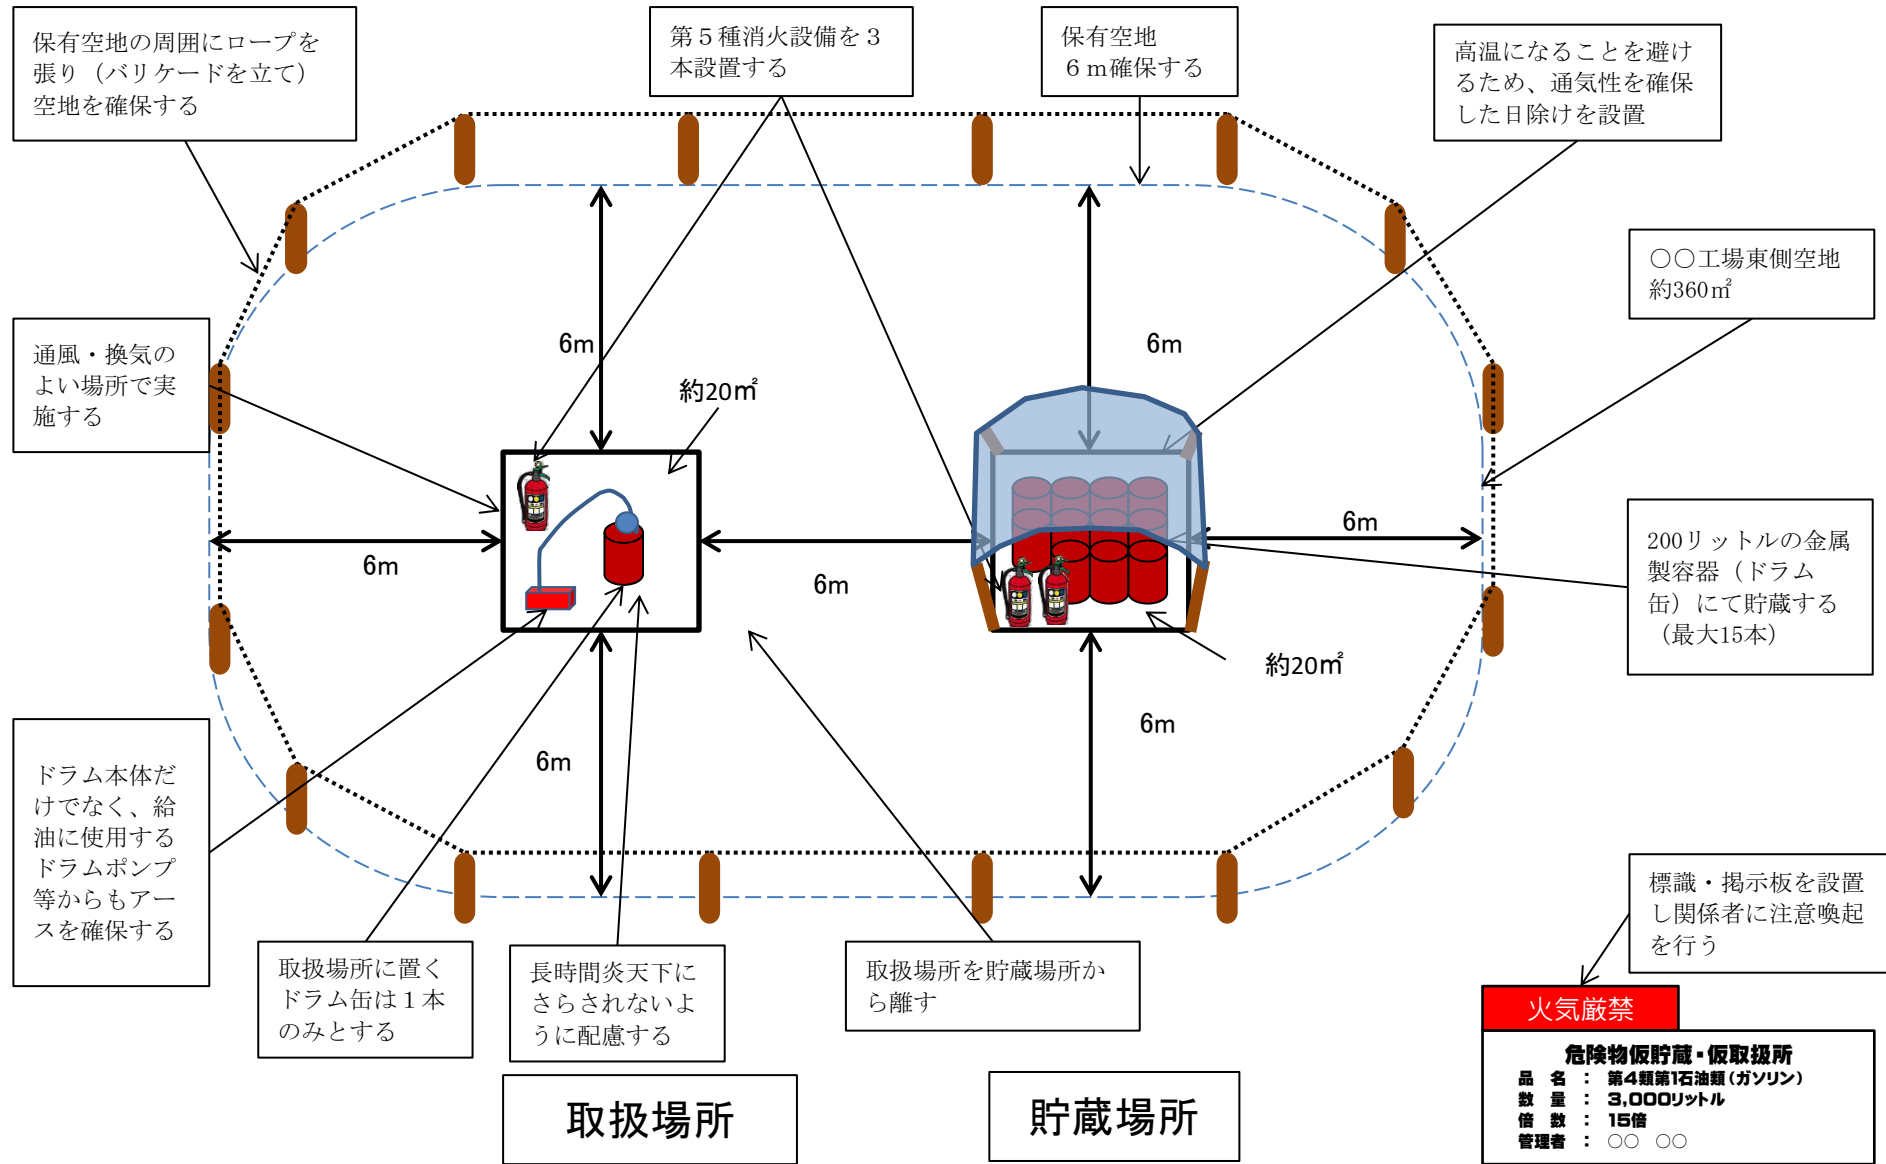 保有空地の周囲にロープを
張り（バリケードを立て）
空地を確保する
第５種消火設備を３
本設置する
保有空地
６ｍ確保する
高温になることを避け
るため、通気性を確保
した日除けを設置
〇〇工場東側空地
約360㎡
通風・換気の
よい場所で実
施する
6m
6m
約20㎡
6m
6m
6m
200リットルの金属
製容器（ドラム
缶）にて貯蔵する
（最大15本）
約20㎡
6m
6m
ドラム本体だ
けでなく、給
油に使用する
ドラムポンプ
等からもアー
スを確保する
取扱場所に置く
ドラム缶は１本
のみとする
長時間炎天下に
さらされないよ
うに配慮する
取扱場所を貯蔵場所か
ら離す
標識・掲示板を設置
し関係者に注意喚起
を行う
取扱場所
貯蔵場所
火気厳禁
危険物仮貯蔵・仮取扱所
品　名　：　第4類第1石油類（ガソリン）
数　量　：　3,000リットル
倍　数　：　15倍
管理者　：　〇〇　〇〇